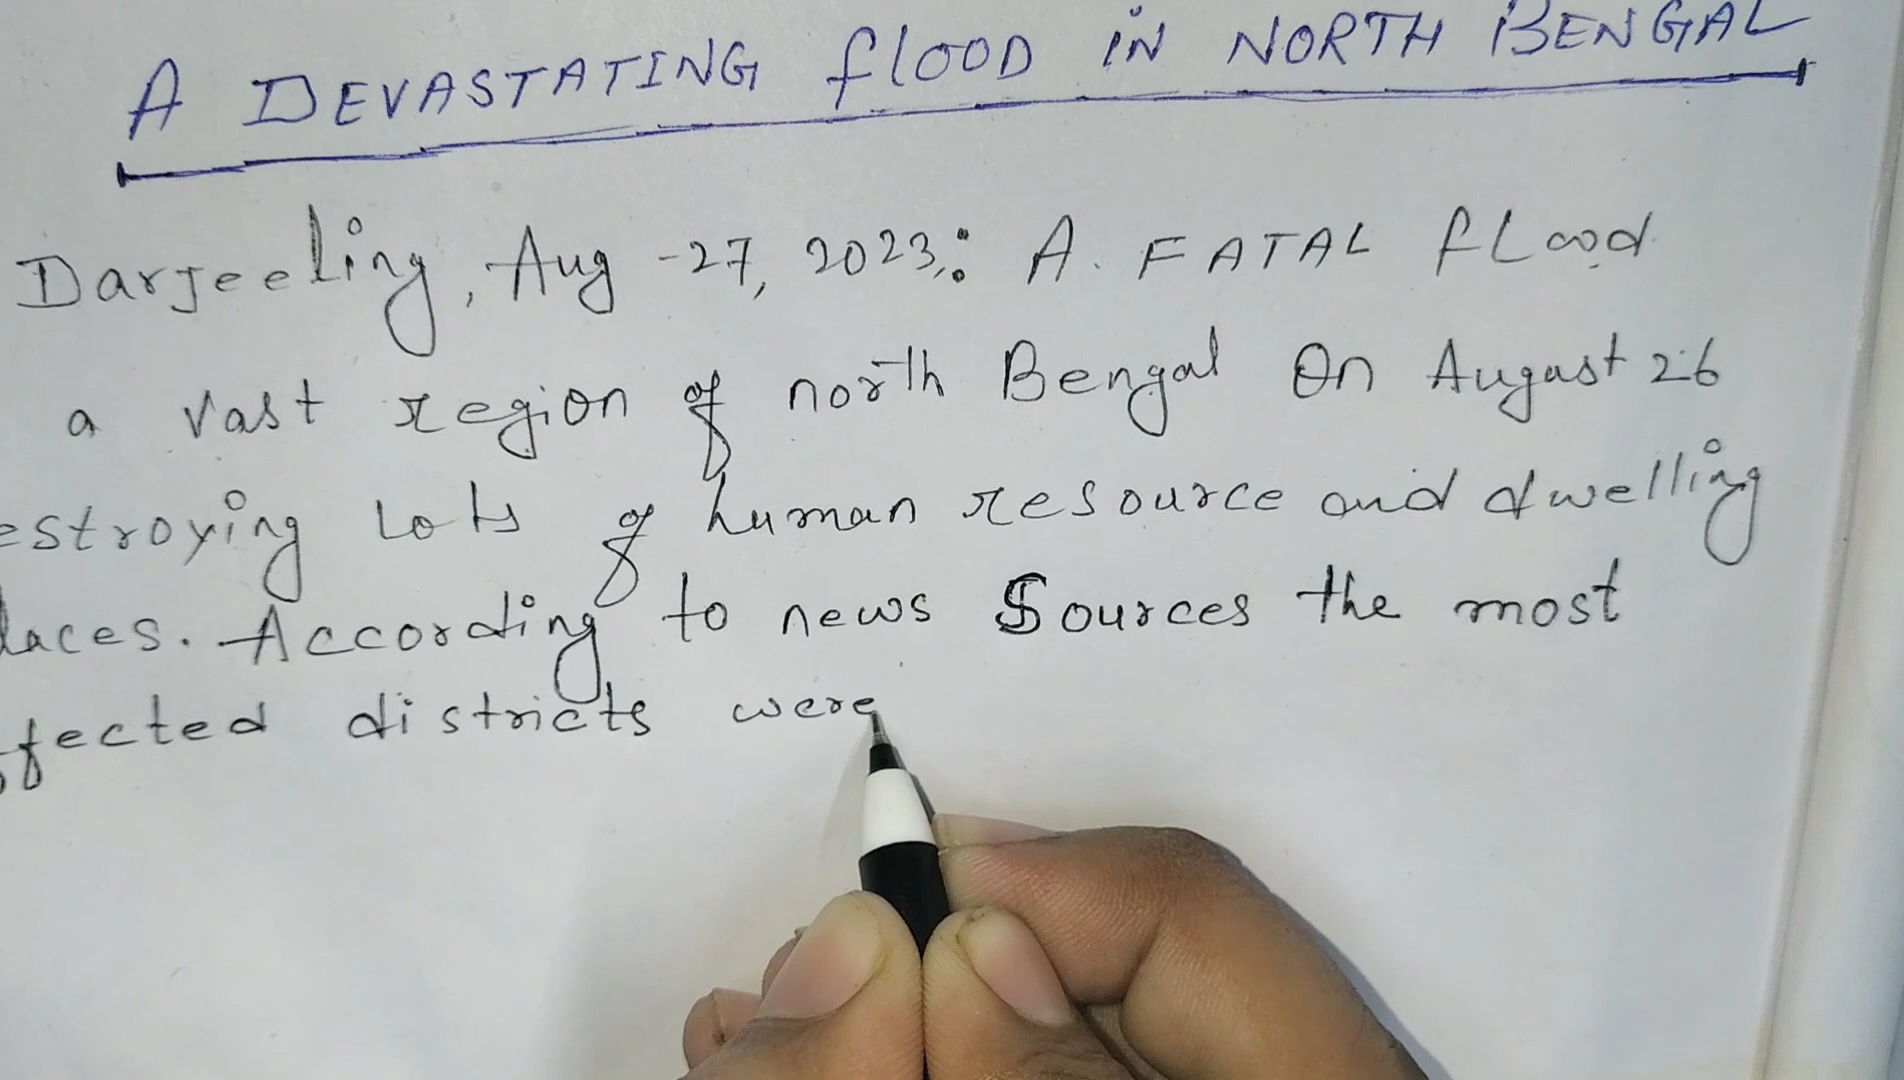 A DEVASTATING flOOD iN NORTH BENGAL
Darjeeling, Aug -27, 2023,: A. FATAL fLood
a vast region of north Bengal On August 26
estroying Lots of human resource and dwelling
laces. According to news Sources the most
ffected districts were